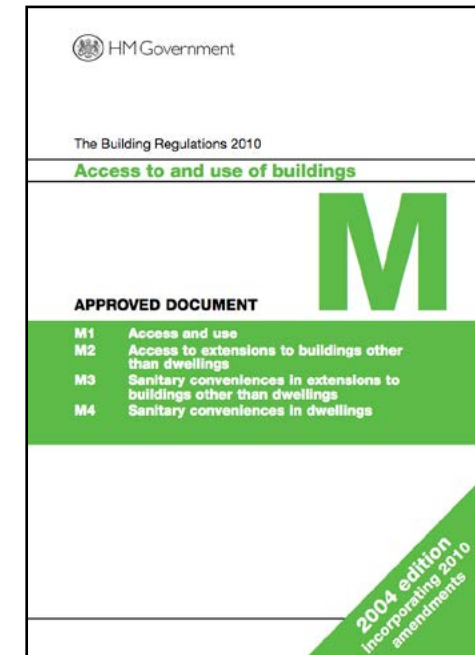 HM Government
The Building Regulations 2010
Access to and use of buildings
M
APPROVED DOCUMENT
M1 Access and use
M2 Access to extensions to buildings other
than dwellings
M3 Sanitary conveniences in extensions to
buildings other than dwellings
M4 Sanitary conveniences in dwellings
2004 edition
incorporating 2010
amendments